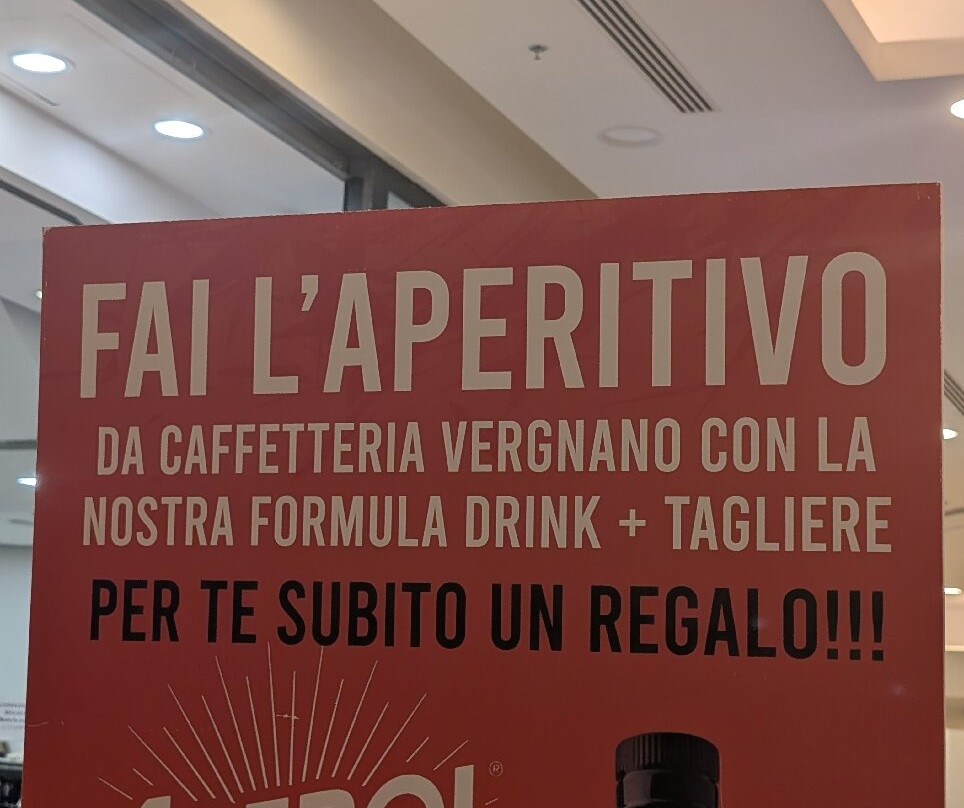 FAI L'APERITIVO
DA CAFFETTERIA VERGNANO CON LA
NOSTRA FORMULA DRINK + TAGLIERE
PER TE SUBITO UN REGALO!!!